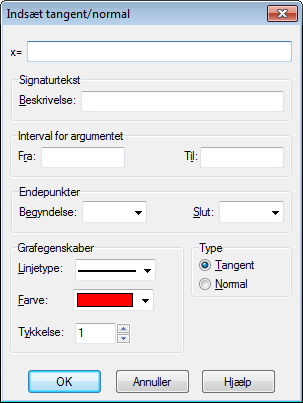 Indsæt tangent/normal
x=
Signaturtekst
Beskrivelse:
Interval for argumentet
Fra: Til:
Endepunkter
Begyndelse: Slut:
Grafegenskaber
Linjetype:
Farve:
Tykkelse: 1
Type
Tangent
Normal
OK Annuller Hjælp